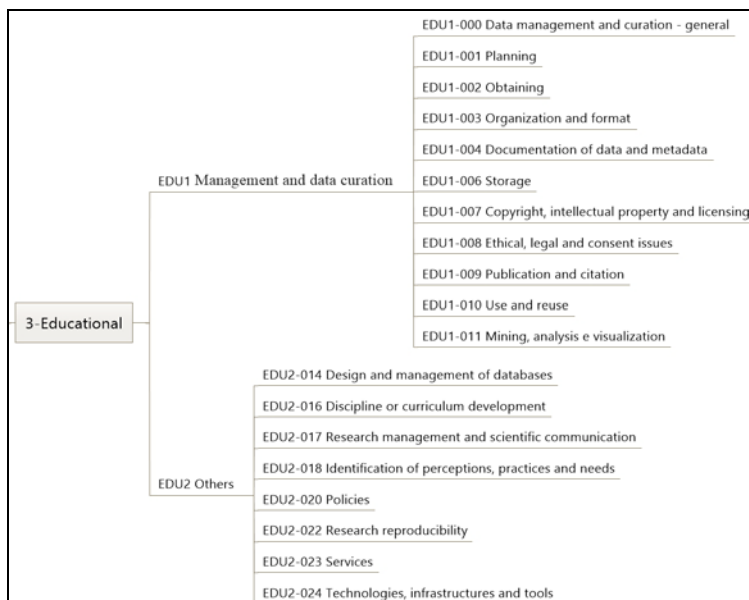 EDU1-000 Data management and curation - general
EDU1-001 Planning
EDU1-002 Obtaining
EDU1-003 Organization and format
EDU1-004 Documentation of data and metadata
EDU1 Management and data curation
EDU1-006 Storage
EDU1-007 Copyright, intellectual property and licensing
EDU1-008 Ethical, legal and consent issues
EDU1-009 Publication and citation
EDU1-010 Use and reuse
3-Educational
EDU1-011 Mining, analysis e visualization
EDU2-014 Design and management of databases
EDU2-016 Discipline or curriculum development
EDU2-017 Research management and scientific communication
EDU2-018 Identification of perceptions, practices and needs
EDU2 Others
EDU2-020 Policies
EDU2-022 Research reproducibility
EDU2-023 Services
EDU2-024 Technologies, infrastructures and tools